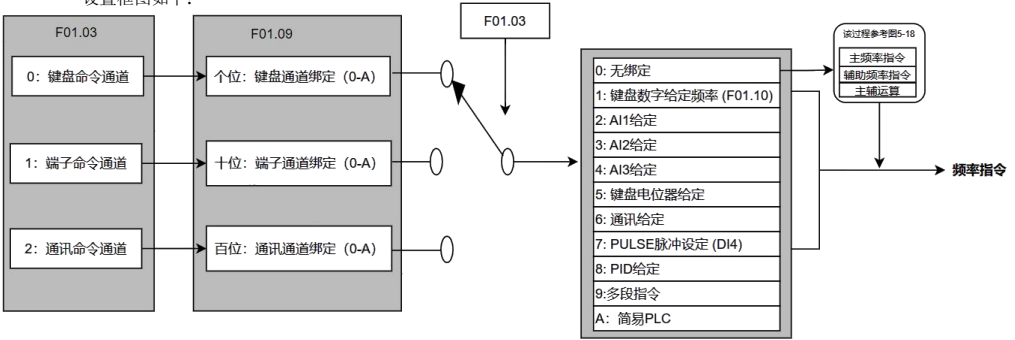 设置框图如下：
F01.03
0：键盘命令通道
1：端子命令通道
2：通讯命令通道
F01.09
个位：键盘通道绑定（0-A）
十位：端子通道绑定（0-A）
百位：通讯通道绑定（0-A）
F01.03
0: 无绑定
1: 键盘数字给定频率 (F01.10)
2: AI1给定
3: AI2给定
4: AI3给定
5: 键盘电位器给定
6: 通讯给定
7: PULSE脉冲设定 (DI4)
8: PID给定
9:多段指令
A：简易PLC
该过程参考图5-18
主频率指令
辅助频率指令
主辅运算
频率指令